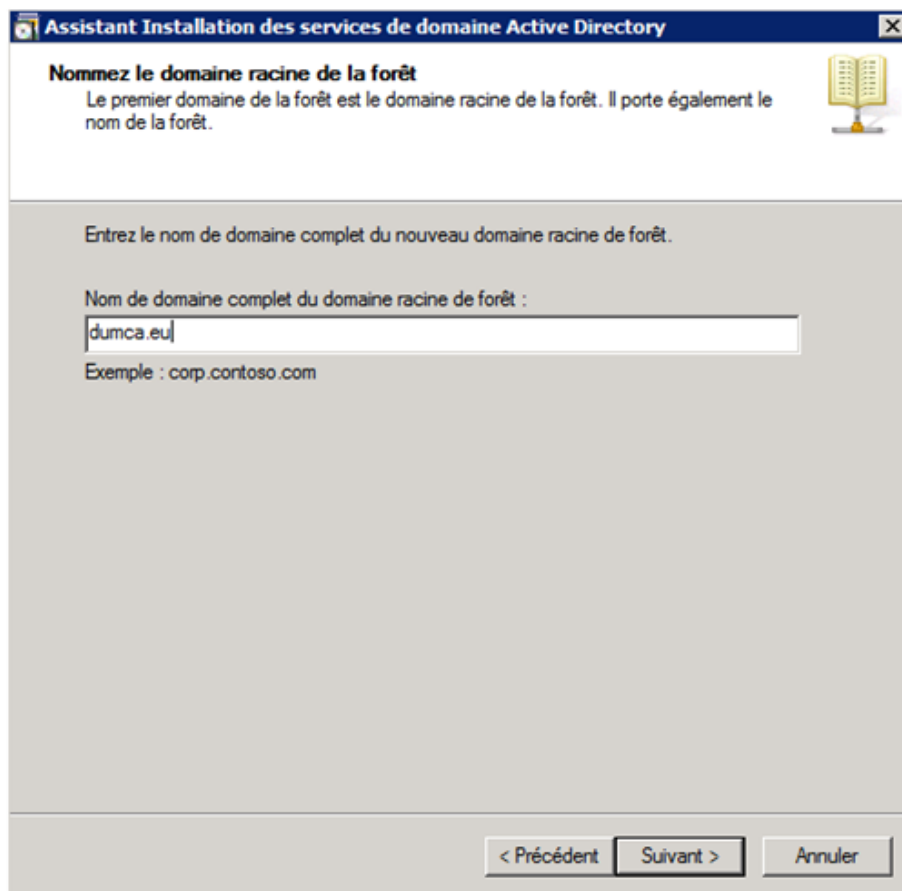 Assistant Installation des services de domaine Active Directory
Nommez le domaine racine de la forêt
Le premier domaine de la forêt est le domaine racine de la forêt. Il porte également le
nom de la forêt.
Entrez le nom de domaine complet du nouveau domaine racine de forêt.
Nom de domaine complet du domaine racine de forêt :
dumca.eu
Exemple : corp.contoso.com
< Précédent Suivant > Annuler